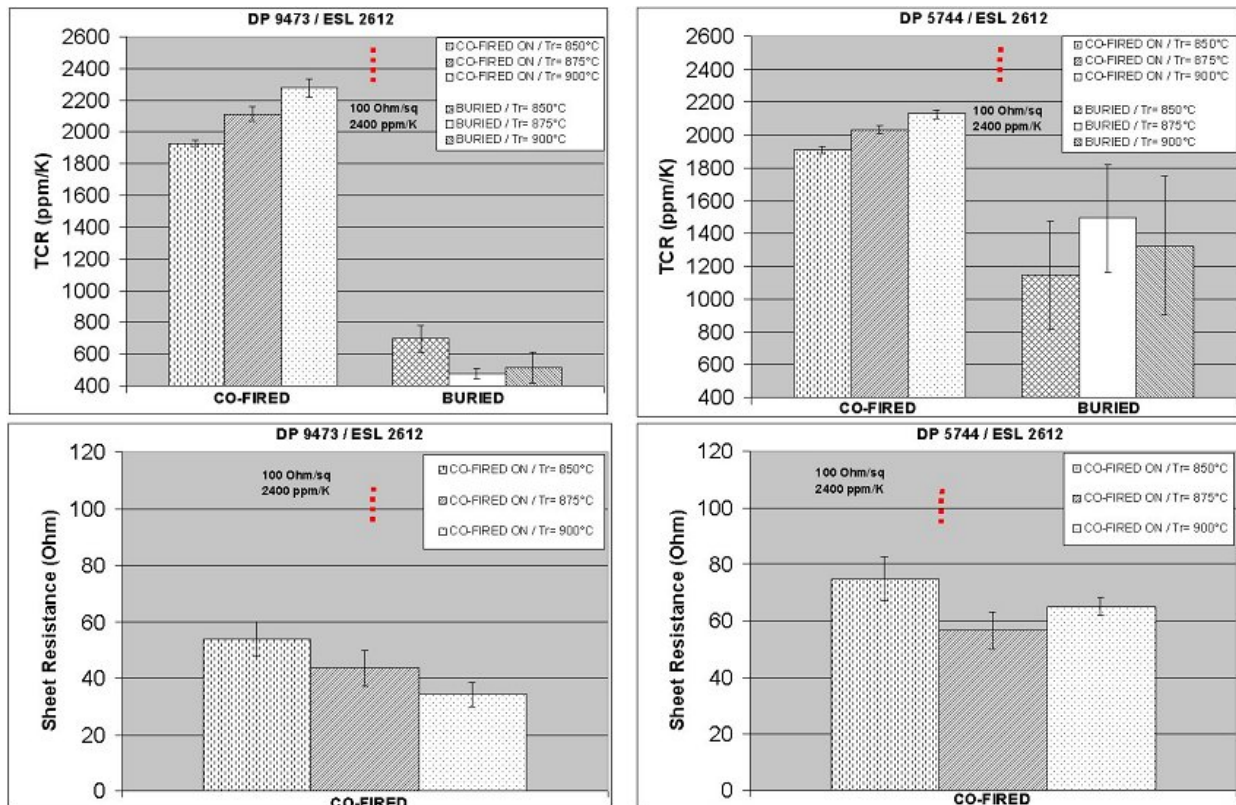 DP 9473 / ESL 2612
TCR (ppm/K)
2600
2400
2200
2000
1800
1600
1400
1200
1000
800
600
400
CO-FIRED ON / Tr= 850°C
CO-FIRED ON / Tr= 875°C
CO-FIRED ON / Tr= 900°C
BURIED / Tr= 850°C
BURIED / Tr= 875°C
BURIED / Tr= 900°C
100 Ohm/sq
2400 ppm/K
CO-FIRED
BURIED
DP 5744 / ESL 2612
TCR (ppm/K)
2600
2400
2200
2000
1800
1600
1400
1200
1000
800
600
400
CO-FIRED ON / Tr= 850°C
CO-FIRED ON / Tr= 875°C
CO-FIRED ON / Tr= 900°C
BURIED / Tr= 850°C
BURIED / Tr= 875°C
BURIED / Tr= 900°C
100 Ohm/sq
2400 ppm/K
CO-FIRED
BURIED
DP 9473 / ESL 2612
Sheet Resistance (Ohm)
120
100
80
60
40
20
0
100 Ohm/sq
2400 ppm/K
CO-FIRED ON / Tr= 850°C
CO-FIRED ON / Tr= 875°C
CO-FIRED ON / Tr= 900°C
CO-FIRED
DP 5744 / ESL 2612
Sheet Resistance (Ohm)
120
100
80
60
40
20
0
100 Ohm/sq
2400 ppm/K
CO-FIRED ON / Tr= 850°C
CO-FIRED ON / Tr= 875°C
CO-FIRED ON / Tr= 900°C
CO-FIRED